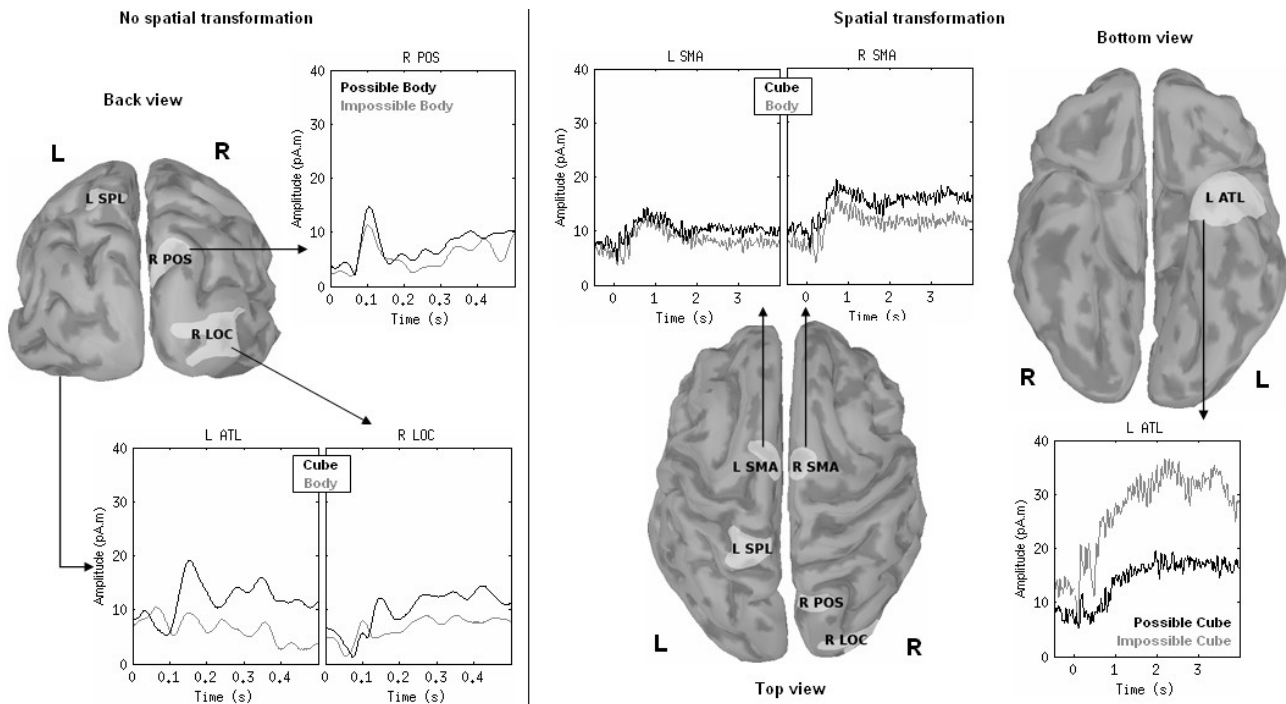 No spatial transformation
Back view
L
R
L SPL
R POS
R LOC
R POS
Possible Body
Impossible Body
Amplitude (pA.m)
40
30
20
10
0
0 0.1 0.2 0.3 0.4
Time (s)
L ATL
R LOC
Cube
Body
Amplitude (pA.m)
40
30
20
10
0
0 0.1 0.2 0.3 0.4 0 0.1 0.2 0.3 0.4
Time (s) Time (s)
Spatial transformation
L SMA
R SMA
Cube
Body
Amplitude (pA.m)
40
30
20
10
0
0 1 2 3 0 1 2 3
Time (s) Time (s)
L SMA R SMA
L SPL
R POS
R LOC
L
R
Top view
Bottom view
L ATL
R
L
L ATL
Amplitude (pA.m)
40
30
20
10
0
Possible Cube
Impossible Cube
0 1 2 3
Time (s)